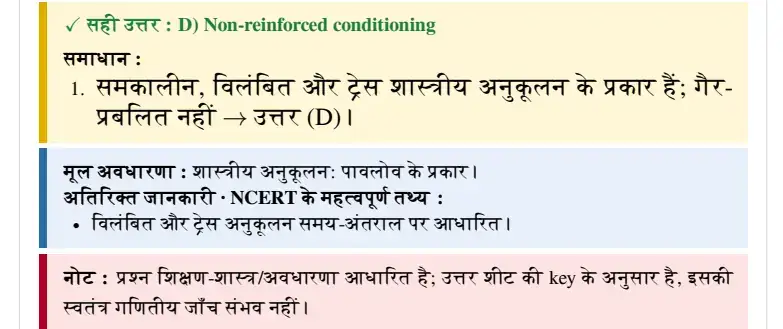 ✓ सही उत्तर : D) Non-reinforced conditioning
समाधान :
1. समकालीन, विलंबित और ट्रेस शास्त्रीय अनुकूलन के प्रकार हैं; गैर-
प्रबलित नहीं → उत्तर (D)।
मूल अवधारणा : शास्त्रीय अनुकूलनः पावलोव के प्रकार।
अतिरिक्त जानकारी · NCERT के महत्वपूर्ण तथ्य :
• विलंबित और ट्रेस अनुकूलन समय-अंतराल पर आधारित।
नोट : प्रश्न शिक्षण-शास्त्र/अवधारणा आधारित है; उत्तर शीट की key के अनुसार है, इसकी
स्वतंत्र गणितीय जाँच संभव नहीं।